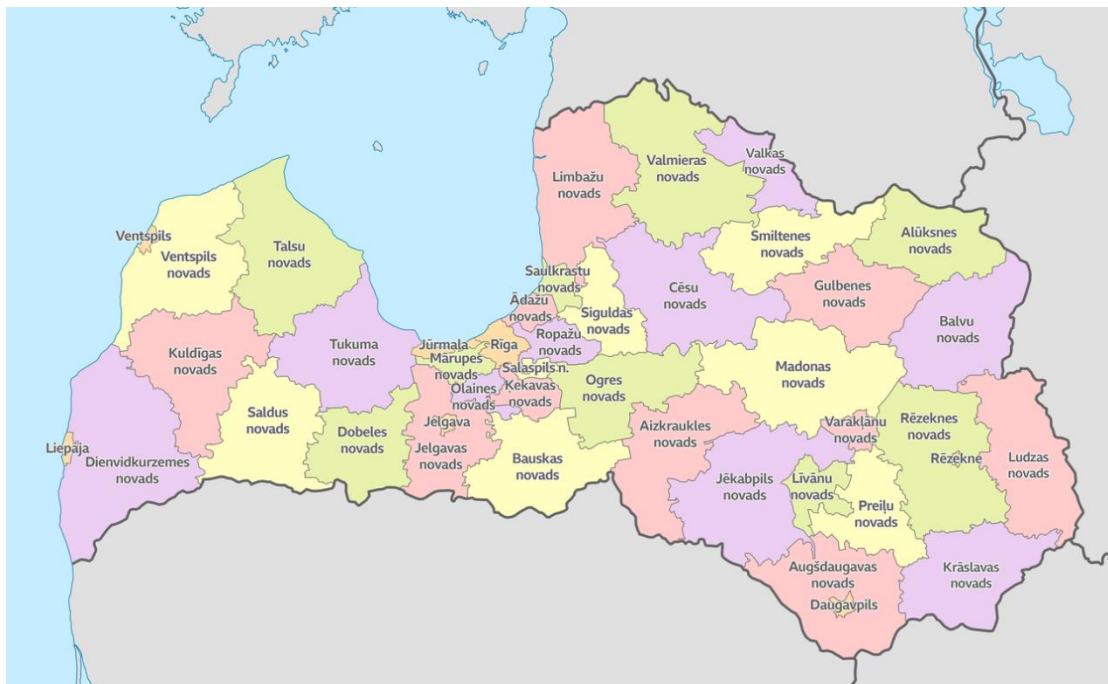 Limbažu
novads
Valmieras
novads
Valkas
novads
Ventspils
Ventspils
novads
Talsu
novads
Smiltenes
novads
Alūksnes
novads
Saulkrastu
novads
Ādažu
novads
Siguldas
novads
Cēsu
novads
Gulbenes
novads
Balvu
novads
Kuldīgas
novads
Tukuma
novads
Jūrmala
Rīga
Ropažu
novads
Mārupes
novads
Salaspils n.
Olaines
novads
Ķekavas
novads
Ogres
novads
Madonas
novads
Saldus
novads
Dobeles
novads
Jelgava
Jelgavas
novads
Bauskas
novads
Aizkraukles
novads
Varakļānu
novads
Rēzeknes
novads
Rēzekne
Ludzas
novads
Liepāja
Dienvidkurzemes
novads
Jēkabpils
novads
Līvānu
novads
Preiļu
novads
Augšdaugavas
novads
Daugavpils
Krāslavas
novads